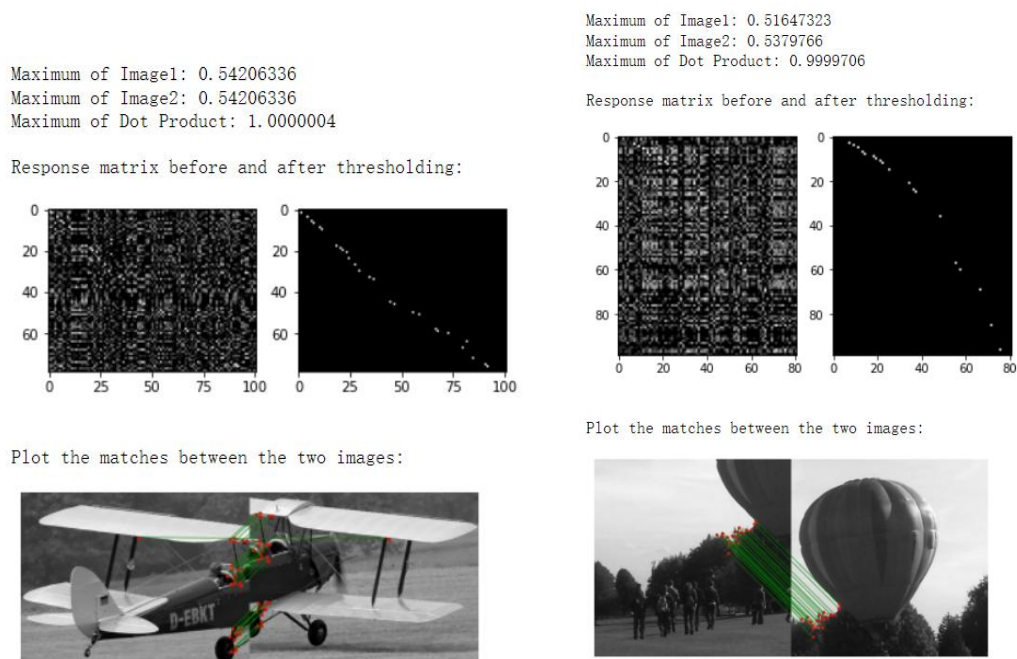 Maximum of Image1: 0.54206336
Maximum of Image2: 0.54206336
Maximum of Dot Product: 1.0000004
Response matrix before and after thresholding:
0
20
40
60
0 25 50 75 100
0
20
40
60
0 25 50 75 100
Plot the matches between the two images:
D-EBKT
Maximum of Image1: 0.51647323
Maximum of Image2: 0.5379766
Maximum of Dot Product: 0.9999706
Response matrix before and after thresholding:
0
20
40
60
80
0 20 40 60 80
0
20
40
60
80
0 20 40 60 80
Plot the matches between the two images: